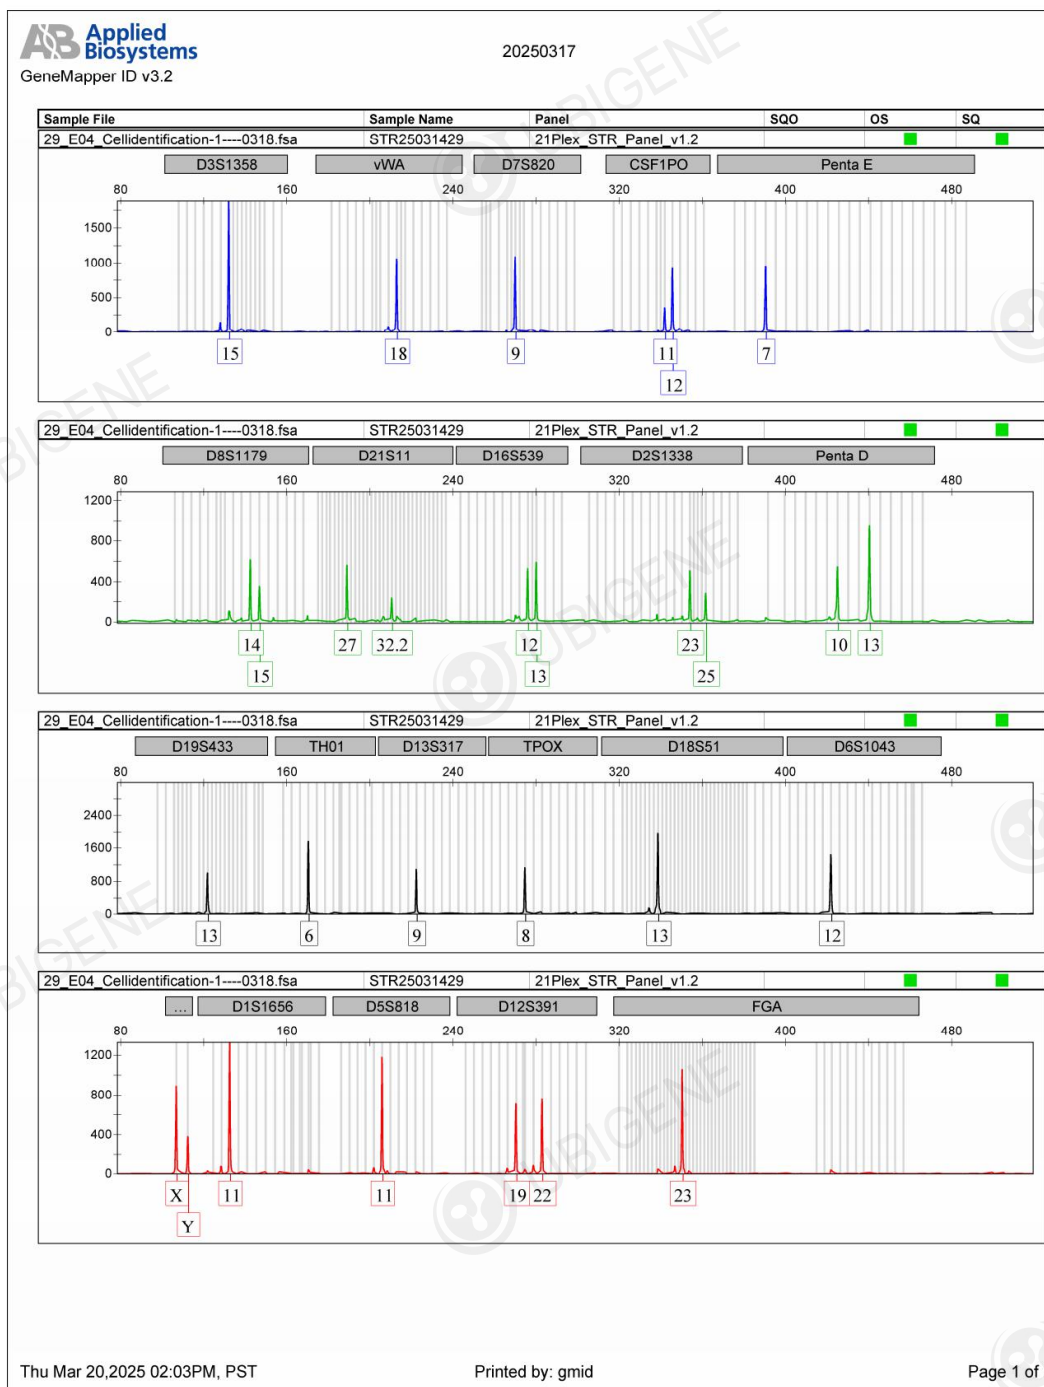 AB Applied Biosystems
GeneMapper ID v3.2
20250317
Sample File Sample Name Panel SQO OS SQ
29_E04_Cellidentification-1----0318.fsa STR25031429 21Plex_STR_Panel_v1.2
D3S1358 vWA D7S820 CSF1PO Penta E
80 160 240 320 400 480
1500
1000
500
0
15 18 9 11 7
12
29_E04_Cellidentification-1----0318.fsa STR25031429 21Plex_STR_Panel_v1.2
D8S1179 D21S11 D16S539 D2S1338 Penta D
80 160 240 320 400 480
1200
800
400
0
14 27 32.2 12 23 10 13
15 13 25
29_E04_Cellidentification-1----0318.fsa STR25031429 21Plex_STR_Panel_v1.2
D19S433 TH01 D13S317 TPOX D18S51 D6S1043
80 160 240 320 400 480
2400
1600
800
0
13 6 9 8 13 12
29_E04_Cellidentification-1----0318.fsa STR25031429 21Plex_STR_Panel_v1.2
... D1S1656 D5S818 D12S391 FGA
80 160 240 320 400 480
1200
800
400
0
X 11 11 19 22 23
Y
Thu Mar 20,2025 02:03PM, PST Printed by: gmid Page 1 of
UBIGENE
UBIGENE
UBIGENE
UBIGENE
UBIGENE